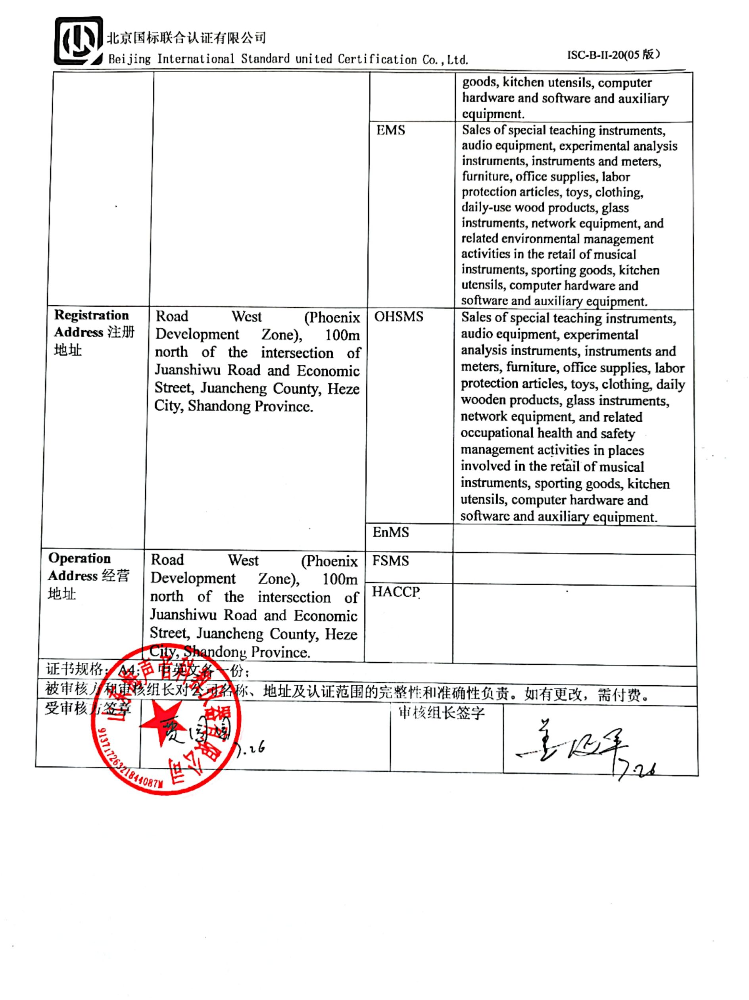 北京国标联合认证有限公司
Beijing International Standard united Certification Co., Ltd.
ISC-B-II-20(05 版)
goods, kitchen utensils, computer
hardware and software and auxiliary
equipment.
EMS
Sales of special teaching instruments,
audio equipment, experimental analysis
instruments, instruments and meters,
furniture, office supplies, labor
protection articles, toys, clothing,
daily-use wood products, glass
instruments, network equipment, and
related environmental management
activities in the retail of musical
instruments, sporting goods, kitchen
utensils, computer hardware and
software and auxiliary equipment.
Registration
Address 注册
地址
Road West (Phoenix
Development Zone), 100m
north of the intersection of
Juanshiwu Road and Economic
Street, Juancheng County, Heze
City, Shandong Province.
OHSMS
Sales of special teaching instruments,
audio equipment, experimental
analysis instruments, instruments and
meters, furniture, office supplies, labor
protection articles, toys, clothing, daily
wooden products, glass instruments,
network equipment, and related
occupational health and safety
management activities in places
involved in the retail of musical
instruments, sporting goods, kitchen
utensils, computer hardware and
software and auxiliary equipment.
EnMS
Operation
Address 经营
地址
Road West (Phoenix
Development Zone), 100m
north of the intersection of
Juanshiwu Road and Economic
Street, Juancheng County, Heze
City, Shandong Province.
FSMS
HACCP
证书规格：A4； 中英文各一份；
被审核方和审核组长对公司名称、地址及认证范围的完整性和准确性负责。如有更改，需付费。
受审核方签章
7.26
审核组长签字
7.26
91371726321844087M